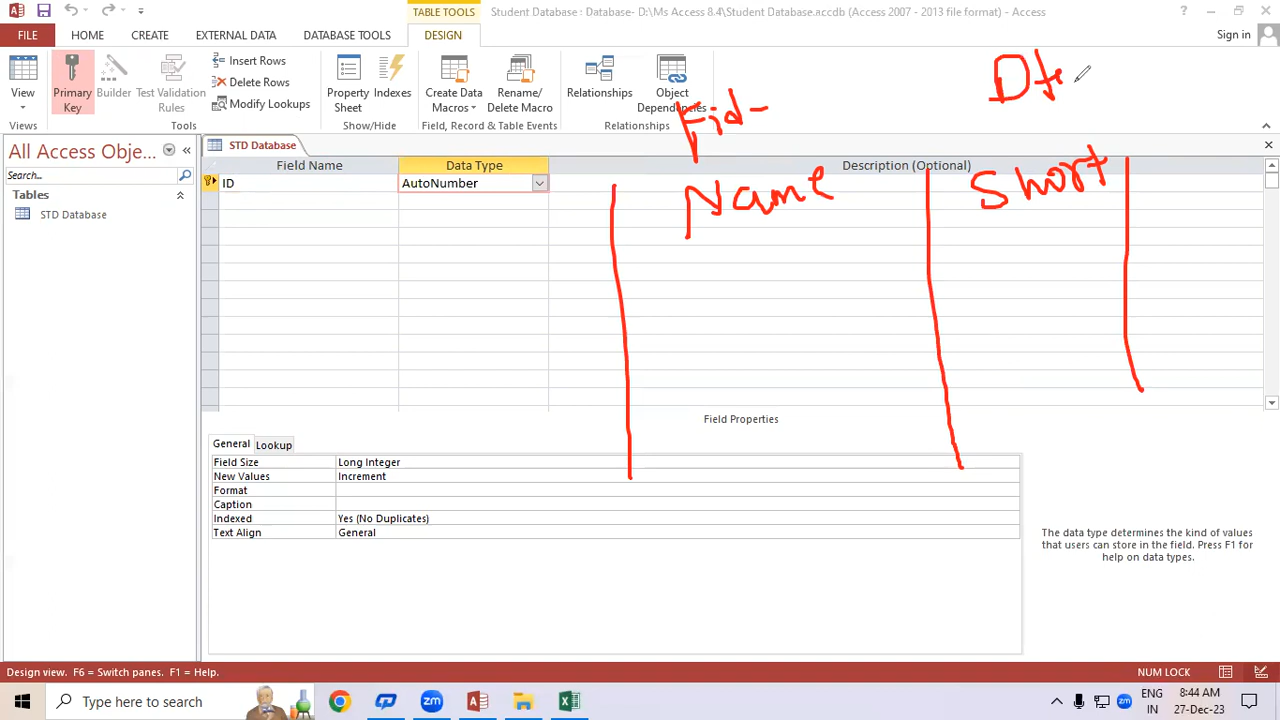 TABLE TOOLS
Student Database : Database- D:\Ms Access 8.4\Student Database.accdb (Access 2007 - 2013 file format) - Access
?
FILE HOME CREATE EXTERNAL DATA DATABASE TOOLS DESIGN Sign in
View
Primary Key
Builder
Test Validation Rules
Insert Rows
Delete Rows
Modify Lookups
Property Sheet
Indexes
Create Data Macros
Rename/ Delete Macro
Relationships
Object Dependencies
Views Tools Show/Hide Field, Record & Table Events Relationships
All Access Obje...
Search...
Tables
STD Database
STD Database
Field Name Data Type Description (Optional)
ID AutoNumber
Name Short
Field Properties
General Lookup
Field Size Long Integer
New Values Increment
Format
Caption
Indexed Yes (No Duplicates)
Text Align General
The data type determines the kind of values
that users can store in the field. Press F1 for
help on data types.
Design view. F6 = Switch panes. F1 = Help. NUM LOCK
Type here to search
ENG
IN
8:44 AM
27-Dec-23